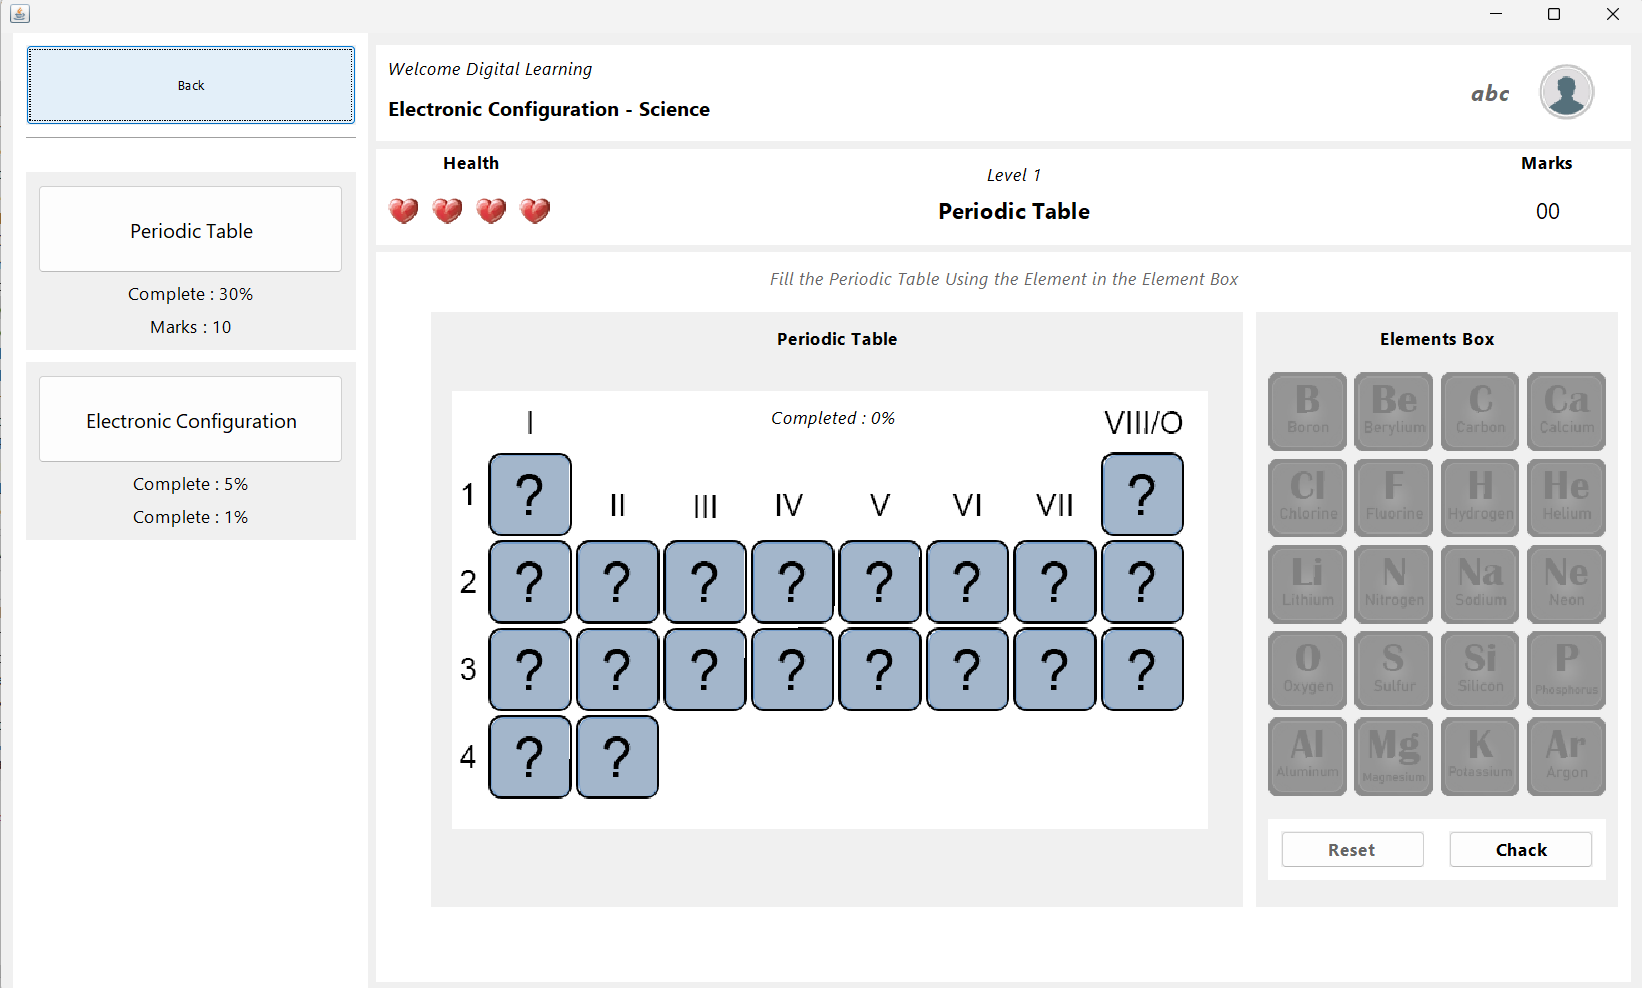 Back
Periodic Table
Complete : 30%
Marks : 10
Electronic Configuration
Complete : 5%
Complete : 1%
Welcome Digital Learning
Electronic Configuration - Science
abc
Health
Level 1
Periodic Table
Marks
00
Fill the Periodic Table Using the Element in the Element Box
Periodic Table
Completed : 0%
I VIII/O
1 ? II III IV V VI VII ?
2 ? ? ? ? ? ? ? ?
3 ? ? ? ? ? ? ? ?
4 ? ?
Elements Box
B Be C Ca
Boron Berylium Carbon Calcium
Cl F H He
Chlorine Fluorine Hydrogen Helium
Li N Na Ne
Lithium Nitrogen Sodium Neon
O S Si P
Oxygen Sulfur Silicon Phosphorus
Al Mg K Ar
Aluminum Magnesium Potassium Argon
Reset Chack